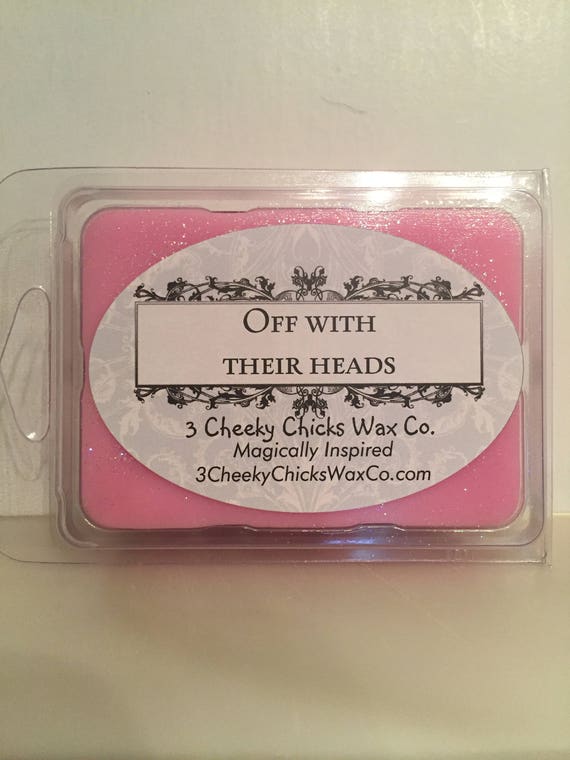 Off with
their heads
3 Cheeky Chicks Wax Co.
Magically Inspired
3CheekyChicksWaxCo.com